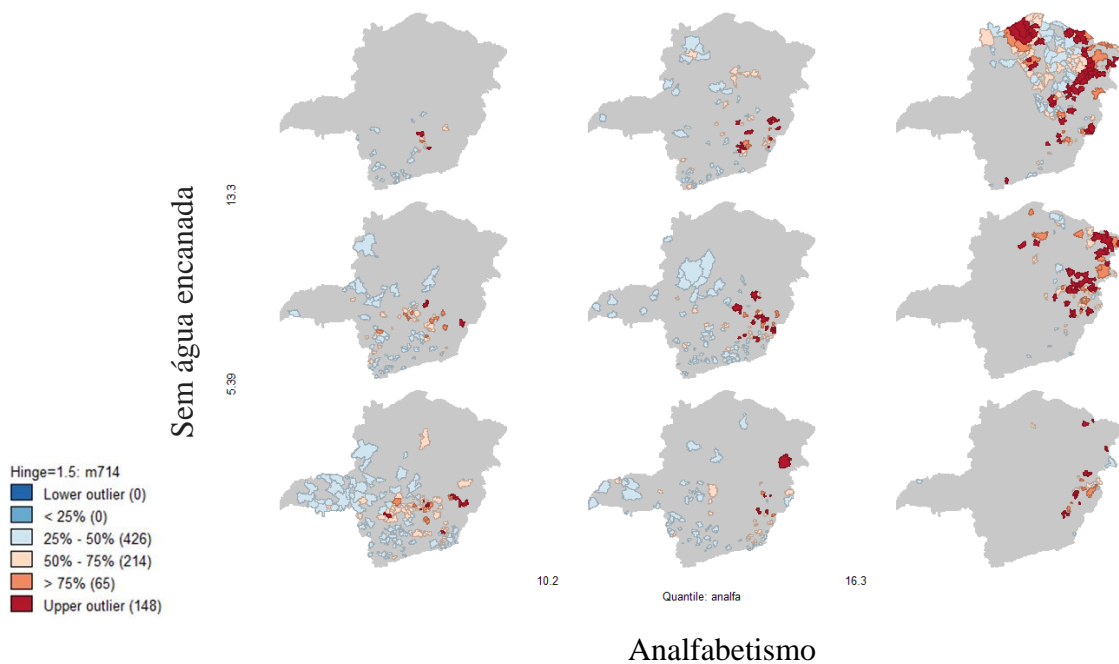 Sem água encanada
13.3
5.39
Hinge=1.5: m714
Lower outlier (0)
< 25% (0)
25% - 50% (426)
50% - 75% (214)
> 75% (65)
Upper outlier (148)
10.2
16.3
Quantile: analfa
Analfabetismo